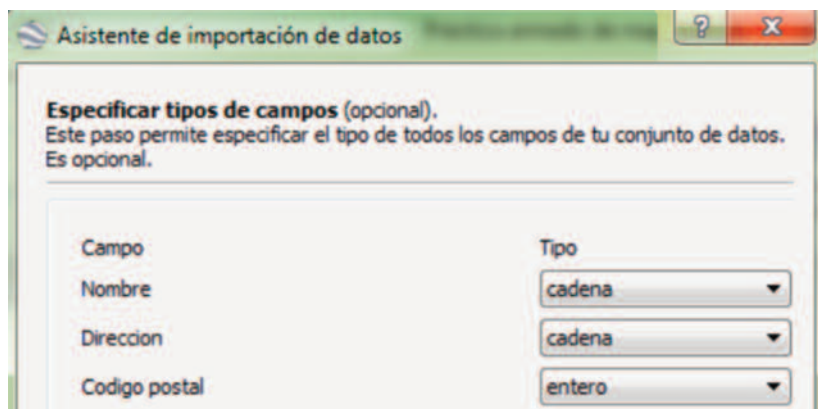 Asistente de importación de datos
Especificar tipos de campos (opcional).
Este paso permite especificar el tipo de todos los campos de tu conjunto de datos.
Es opcional.
Campo Tipo
Nombre cadena
Direccion cadena
Codigo postal entero